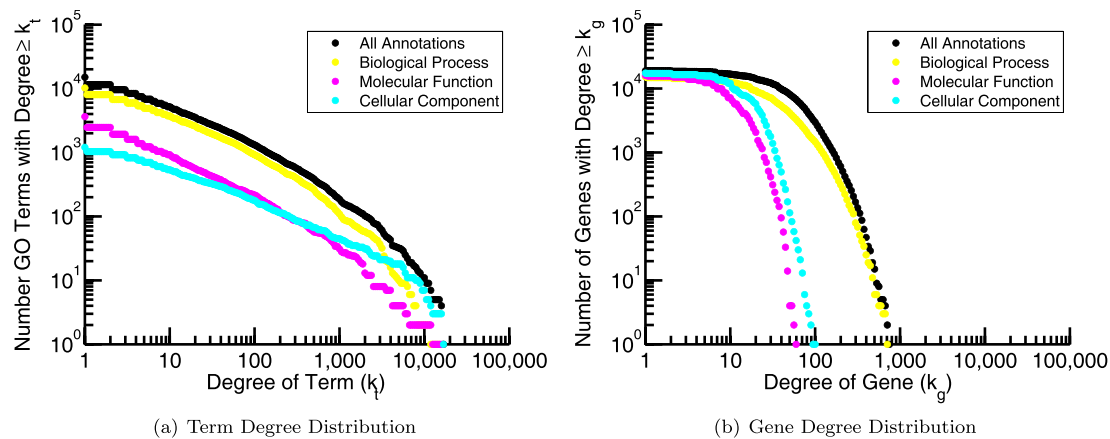 Number GO Terms with Degree≥ k_t
10^5
10^4
10^3
10^2
10^1
10^0
All Annotations
Biological Process
Molecular Function
Cellular Component
1 10 100 1,000 10,000 100,000
Degree of Term (k_t)
(a) Term Degree Distribution
Number of Genes with Degree ≥ k_g
10^5
10^4
10^3
10^2
10^1
10^0
All Annotations
Biological Process
Molecular Function
Cellular Component
1 10 100 1,000 10,000 100,000
Degree of Gene (k_g)
(b) Gene Degree Distribution